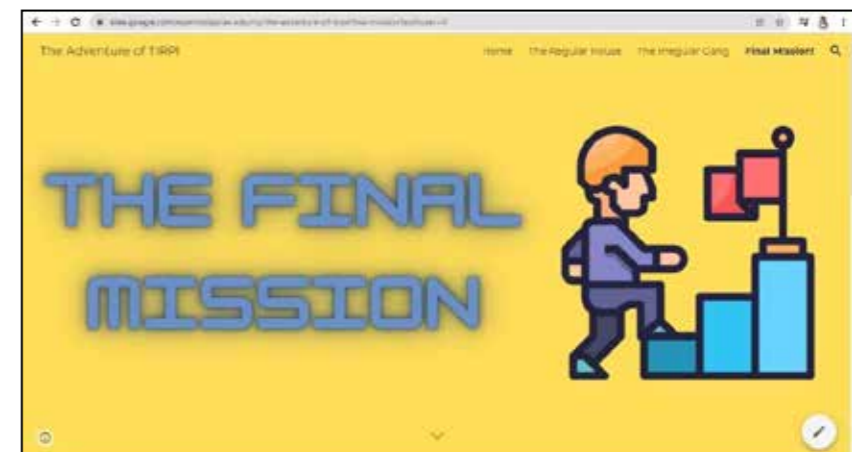 The Adventure of TIRPI
Home The Regular House The Irregular Gang Final Mission!
THE FINAL
MISSION